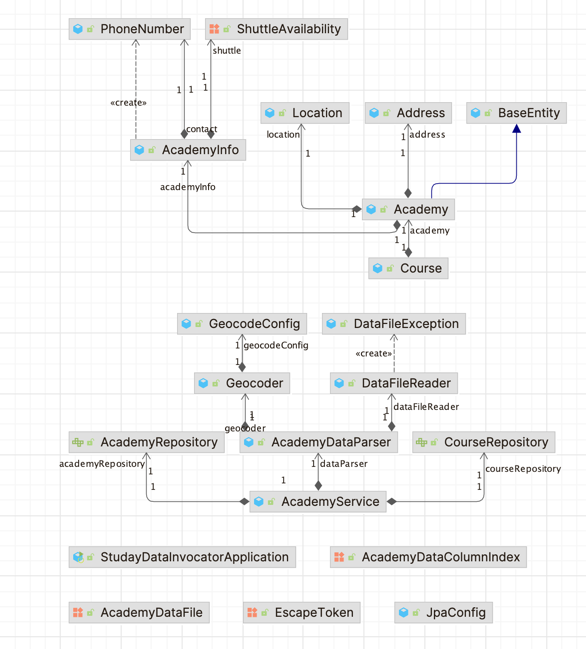 PhoneNumber
ShuttleAvailability
shuttle
1
1
1
1
«create»
contact
Location
Address
BaseEntity
location
address
1
1
AcademyInfo
1
academyInfo
1
1
Academy
1
1
academy
1
Course
GeocodeConfig
DataFileException
1
geocodeConfig
«create»
1
Geocoder
DataFileReader
1
1
dataFileReader
1
1
geocoder
AcademyRepository
AcademyDataParser
CourseRepository
academyRepository
1
dataParser
courseRepository
1
1
1
1
1
AcademyService
StudayDataInvocatorApplication
AcademyDataColumnIndex
AcademyDataFile
EscapeToken
JpaConfig